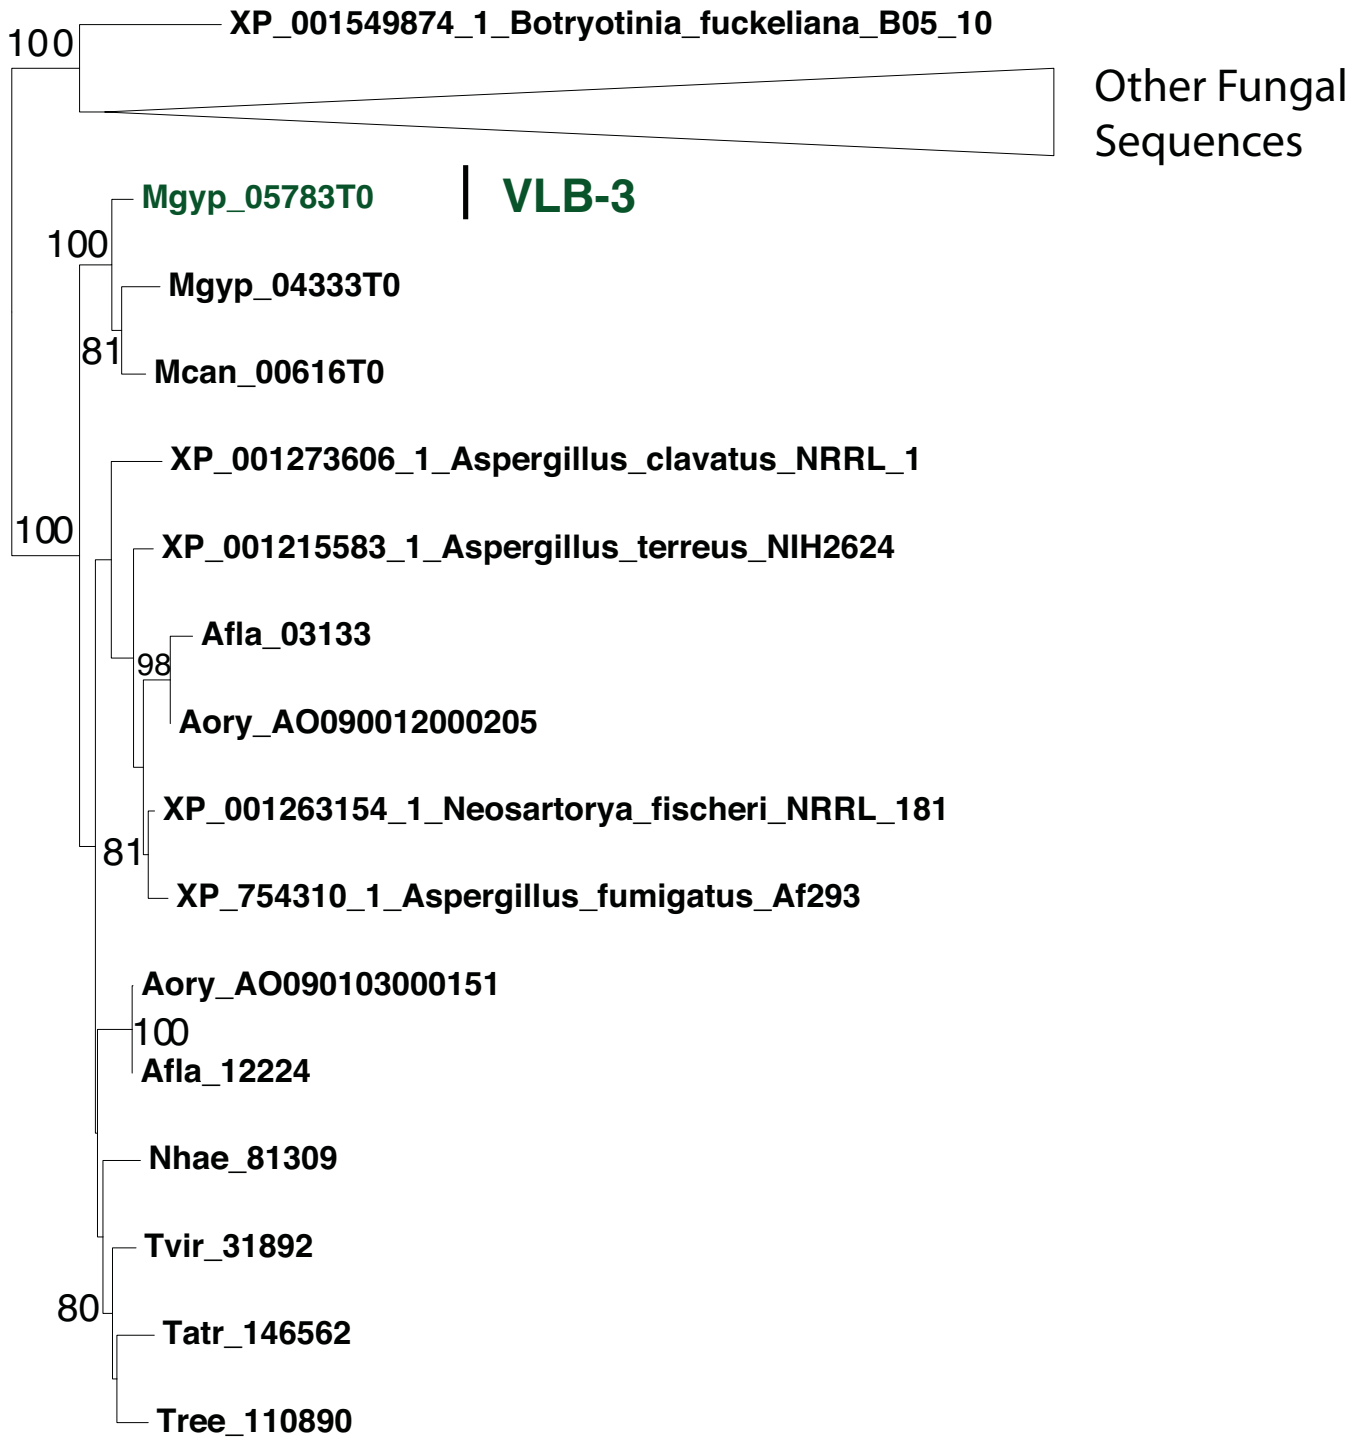 XP_001549874_1_Botryotinia_fuckeliana_B05_10
100
Other Fungal
Sequences
Mgyp_05783T0
VLB-3
100
Mgyp_04333T0
81
Mcan_00616T0
XP_001273606_1_Aspergillus_clavatus_NRRL_1
100
XP_001215583_1_Aspergillus_terreus_NIH2624
Afla_03133
98
Aory_AO090012000205
XP_001263154_1_Neosartorya_fischeri_NRRL_181
81
XP_754310_1_Aspergillus_fumigatus_Af293
Aory_AO090103000151
100
Afla_12224
Nhae_81309
Tvir_31892
80
Tatr_146562
Tree_110890